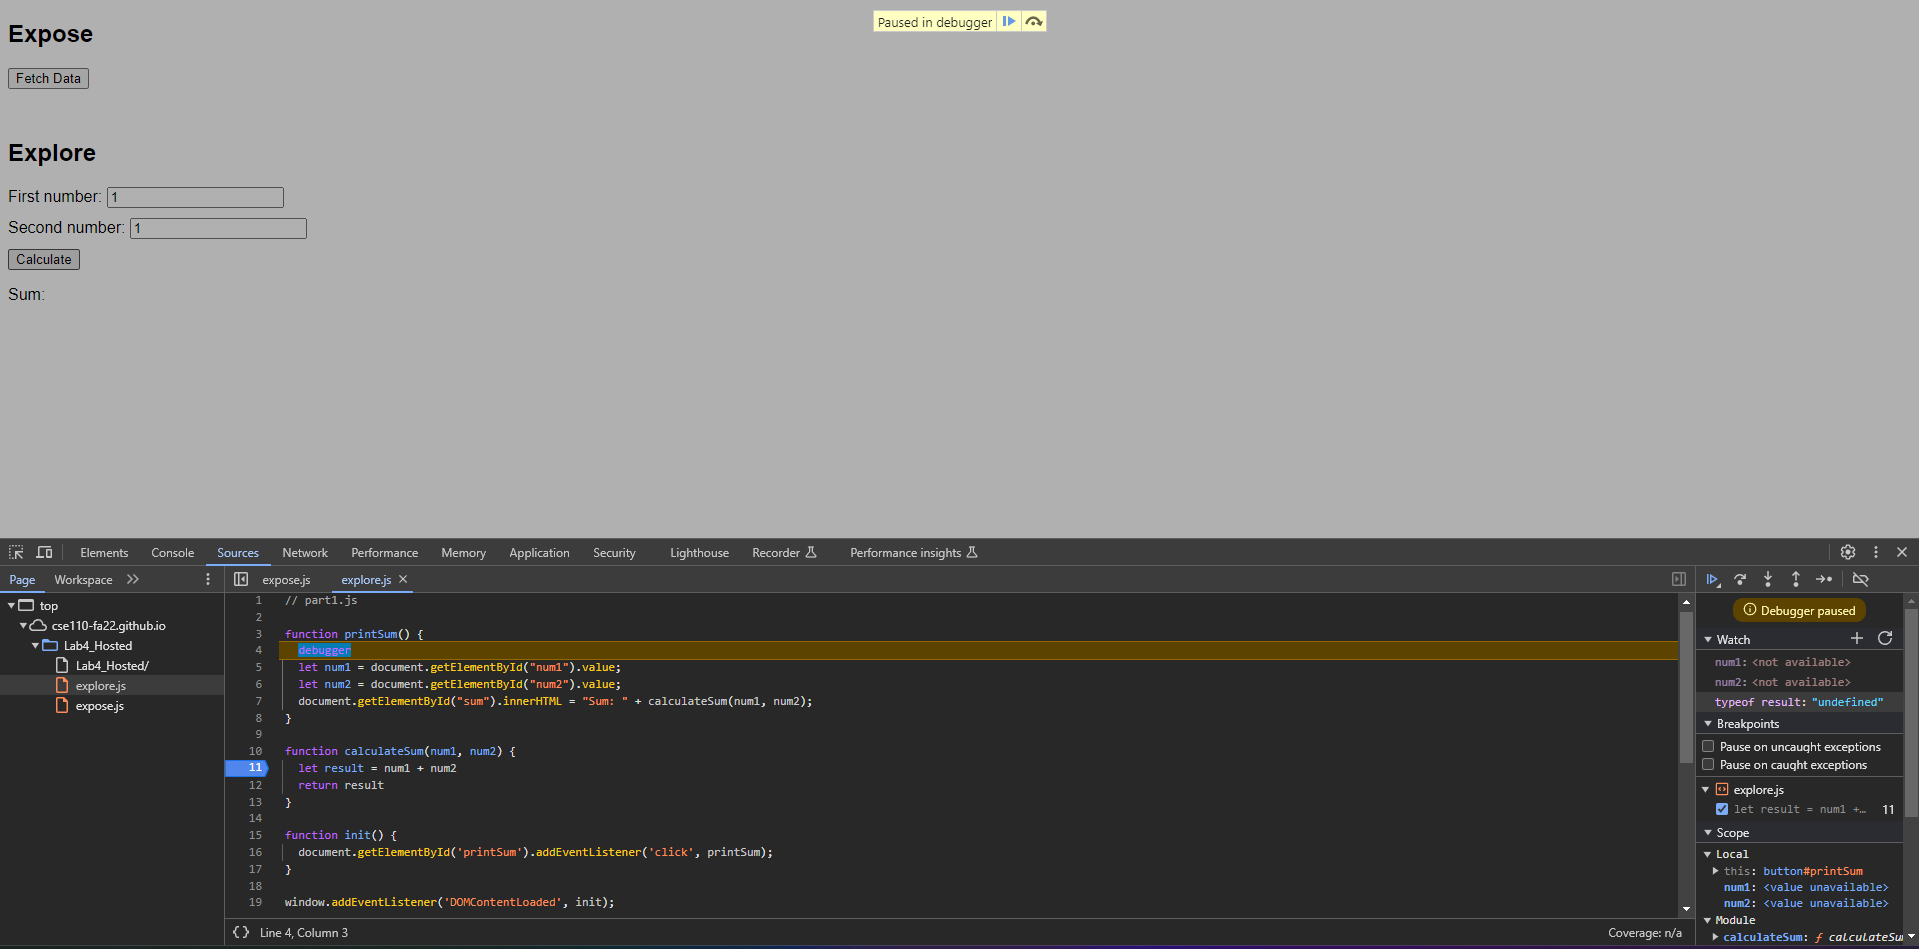 Paused in debugger
Expose
Fetch Data
Explore
First number: 1
Second number: 1
Calculate
Sum:
Elements Console Sources Network Performance Memory Application Security Lighthouse Recorder Performance insights
Page Workspace
top
cse110-fa22.github.io
Lab4_Hosted
Lab4_Hosted/
explore.js
expose.js
expose.js explore.js
1 // part1.js
2
3 function printSum() {
4 debugger
5 let num1 = document.getElementById("num1").value;
6 let num2 = document.getElementById("num2").value;
7 document.getElementById("sum").innerHTML = "Sum: " + calculateSum(num1, num2);
8 }
9
10 function calculateSum(num1, num2) {
11 let result = num1 + num2
12 return result
13 }
14
15 function init() {
16 document.getElementById('printSum').addEventListener('click', printSum);
17 }
18
19 window.addEventListener('DOMContentLoaded', init);
{} Line 4, Column 3
Coverage: n/a
Debugger paused
Watch
num1: <not available>
num2: <not available>
typeof result: "undefined"
Breakpoints
Pause on uncaught exceptions
Pause on caught exceptions
explore.js
let result = num1 +… 11
Scope
Local
this: button#printSum
num1: <value unavailable>
num2: <value unavailable>
Module
calculateSum: ƒ calculateSu